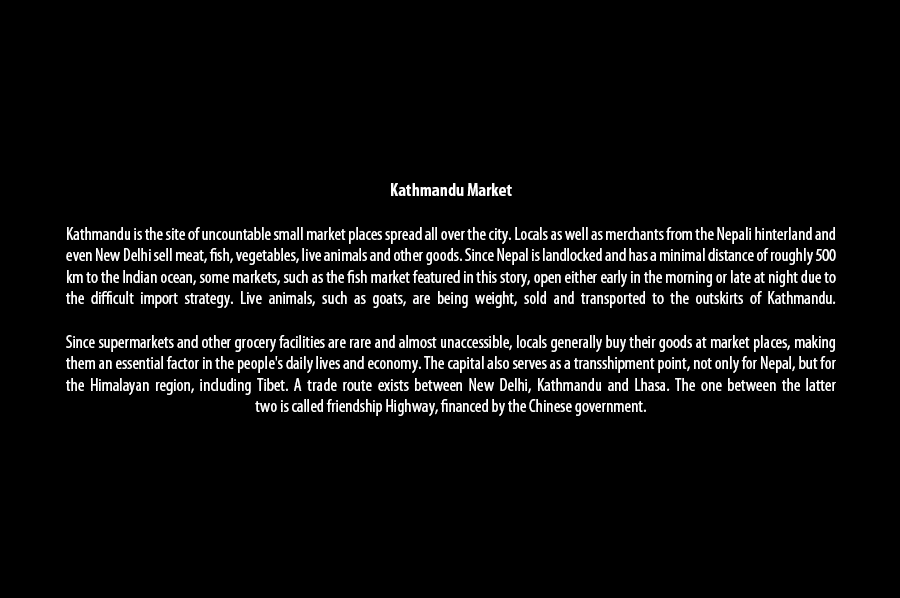 Kathmandu Market
Kathmandu is the site of uncountable small market places spread all over the city. Locals as well as merchants from the Nepali hinterland and
even New Delhi sell meat, fish, vegetables, live animals and other goods. Since Nepal is landlocked and has a minimal distance of roughly 500
km to the Indian ocean, some markets, such as the fish market featured in this story, open either early in the morning or late at night due to
the difficult import strategy. Live animals, such as goats, are being weight, sold and transported to the outskirts of Kathmandu.
Since supermarkets and other grocery facilities are rare and almost unaccessible, locals generally buy their goods at market places, making
them an essential factor in the people's daily lives and economy. The capital also serves as a transshipment point, not only for Nepal, but for
the Himalayan region, including Tibet. A trade route exists between New Delhi, Kathmandu and Lhasa. The one between the latter
two is called friendship Highway, financed by the Chinese government.